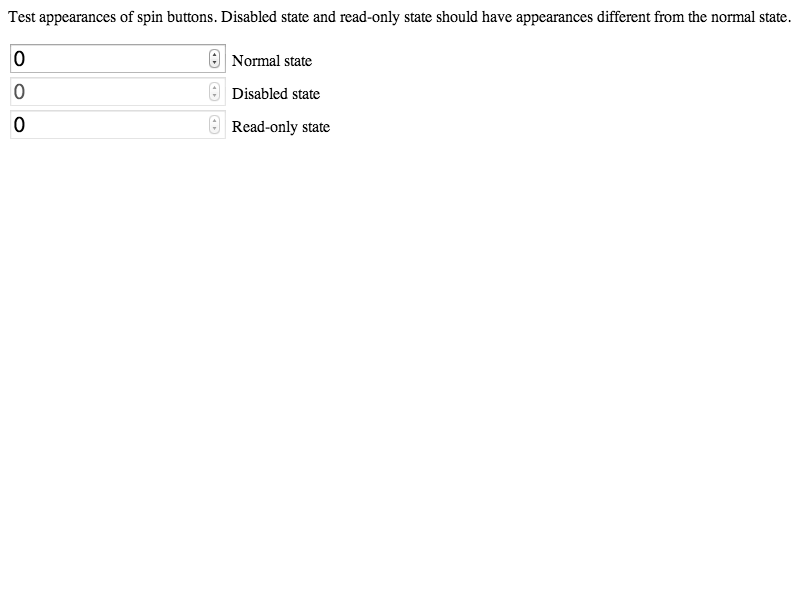 Test appearances of spin buttons. Disabled state and read-only state should have appearances different from the normal state.
0 Normal state
0 Disabled state
0 Read-only state